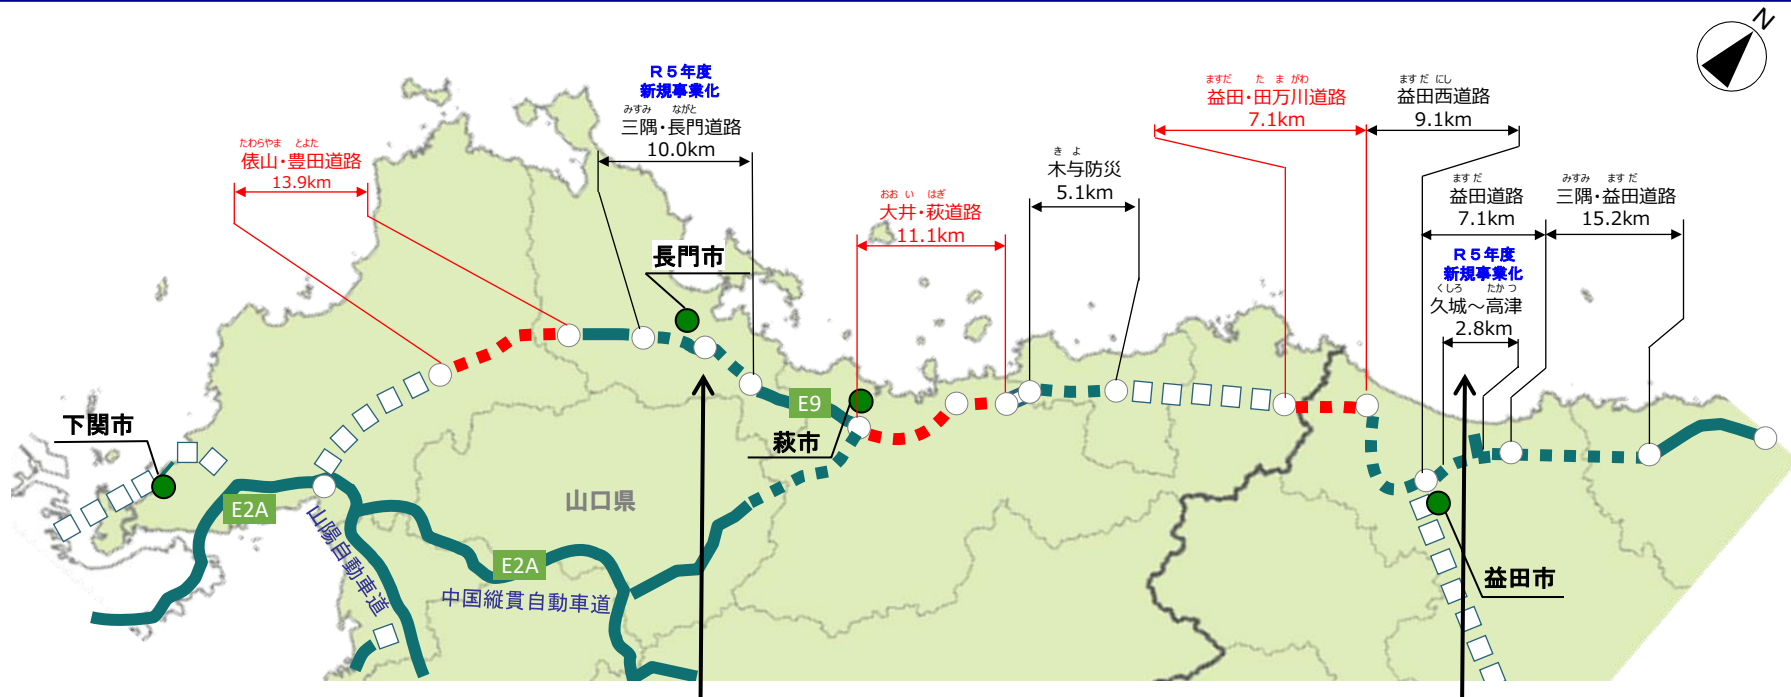 N
R5年度
新規事業化
みすみ ながと
三隅・長門道路
10.0km
たわらやま とよた
俵山・豊田道路
13.9km
ますだ たまがわ
益田・田万川道路
7.1km
ますだにし
益田西道路
9.1km
きよ
木与防災
5.1km
おおい はぎ
大井・萩道路
11.1km
ますだ
益田道路
7.1km
みすみ ますだ
三隅・益田道路
15.2km
R5年度
新規事業化
くしろ たかつ
久城～高津
2.8km
長門市
下関市
E9
萩市
山口県
E2A
山陽自動車道
E2A
中国縦貫自動車道
益田市